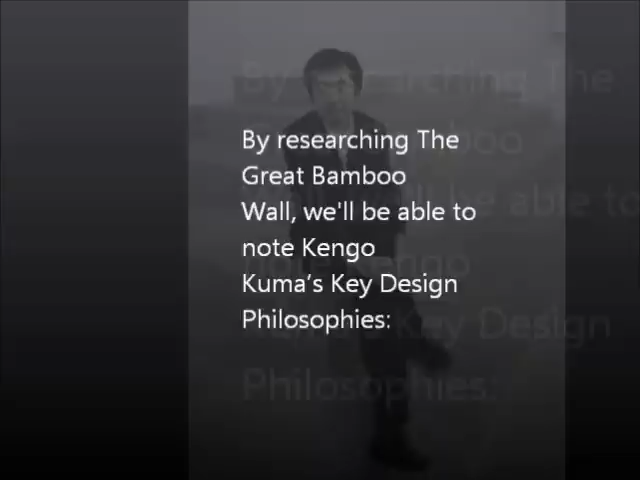 By researching The
Great Bamboo
Wall, we'll be able to
note Kengo
Kuma’s Key Design
Philosophies: